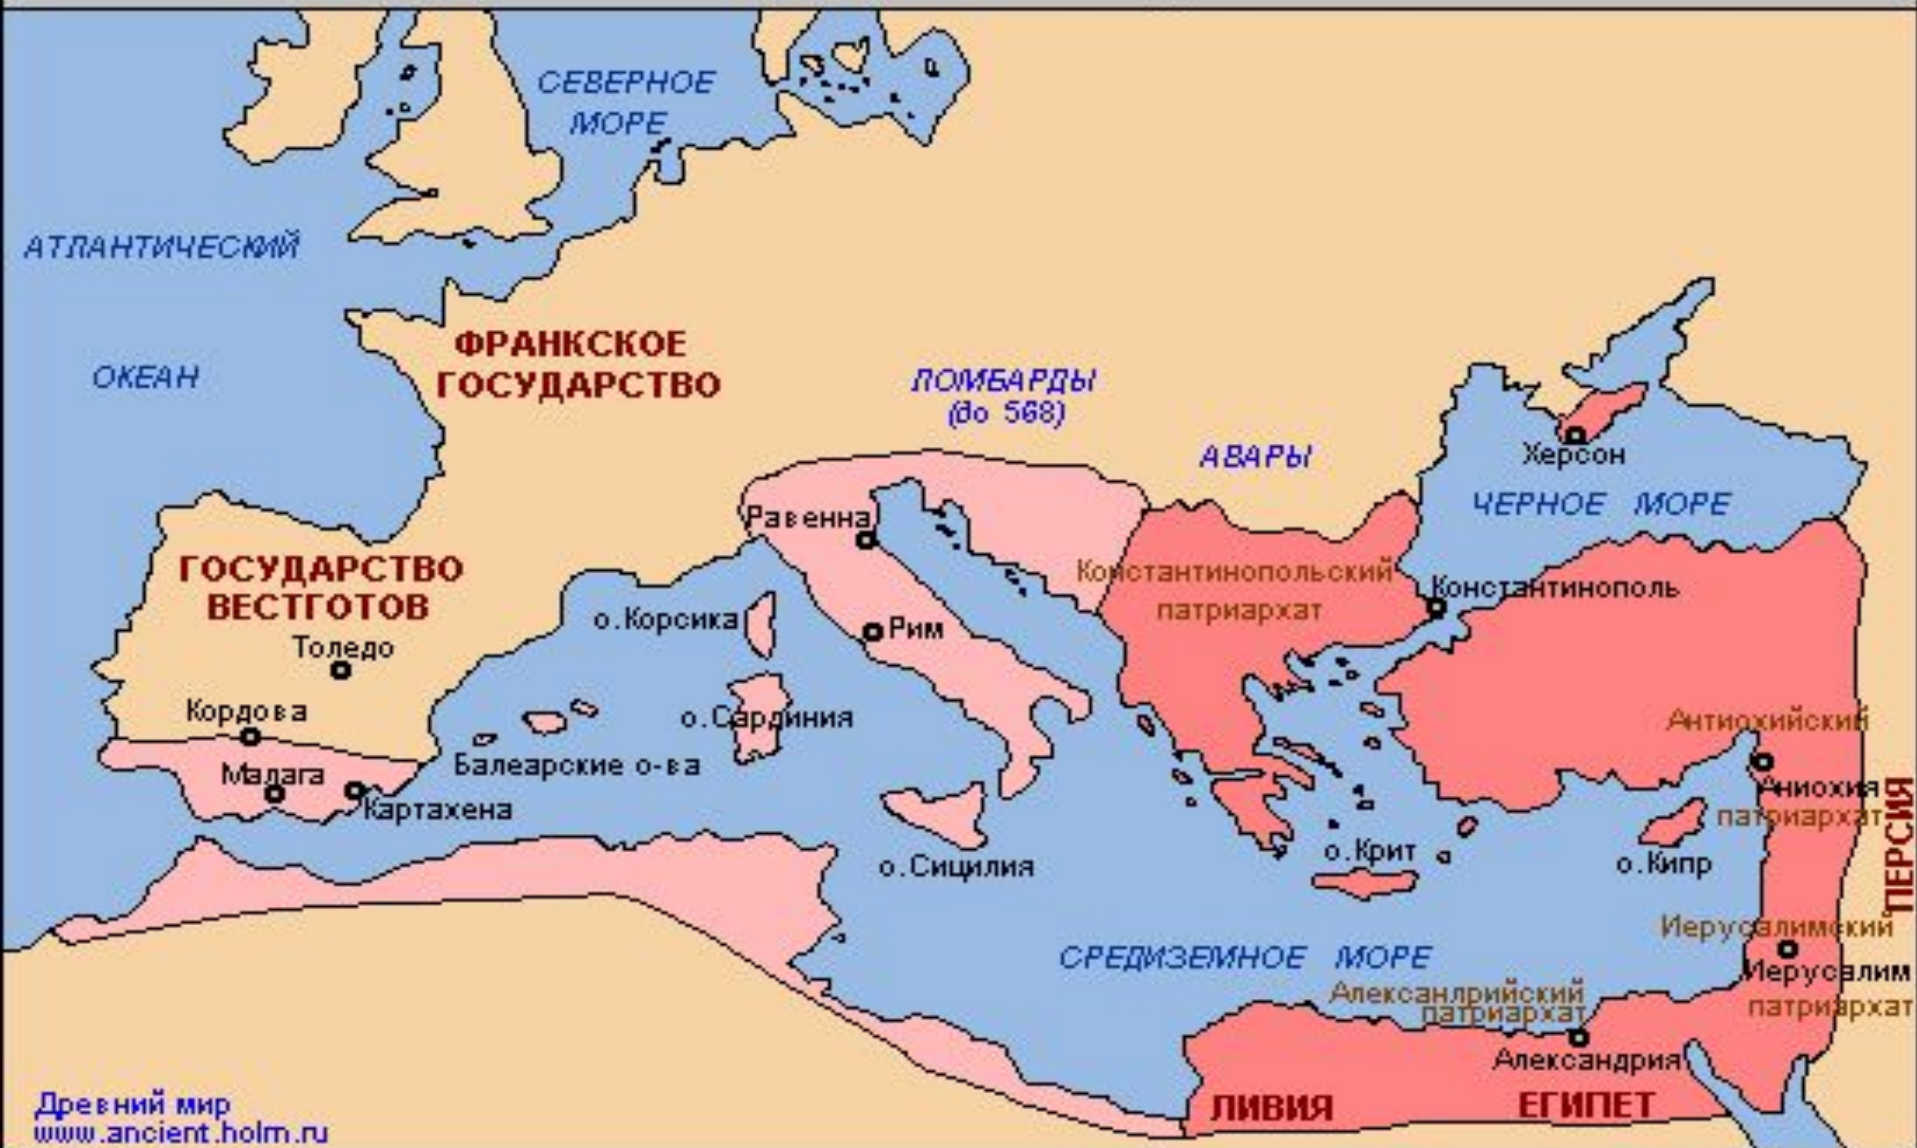 СЕВЕРНОЕ
МОРЕ
АТЛАНТИЧЕСКИЙ
ОКЕАН
ФРАНКСКОЕ
ГОСУДАРСТВО
ЛОМБАРДЫ
(до 568)
АВАРЫ
Херсон
ЧЕРНОЕ МОРЕ
Равенна
ГОСУДАРСТВО
ВЕСТГОТОВ
Константинопольский
патриархат
Константинополь
о.Корсика
Рим
Толедо
Кордова
о.Сардиния
Антиохийский
Малага
Балеарские о-ва
Аниохия
Картахена
патриархат
ПЕРСИЯ
о.Сицилия
о.Крит
о.Кипр
Иерусалимский
СРЕДИЗЕМНОЕ МОРЕ
Иерусалим
Алексанлрийский
патриархат
патриархат
Александрия
ЛИВИЯ
ЕГИПЕТ
Древний мир
www.ancient.holm.ru